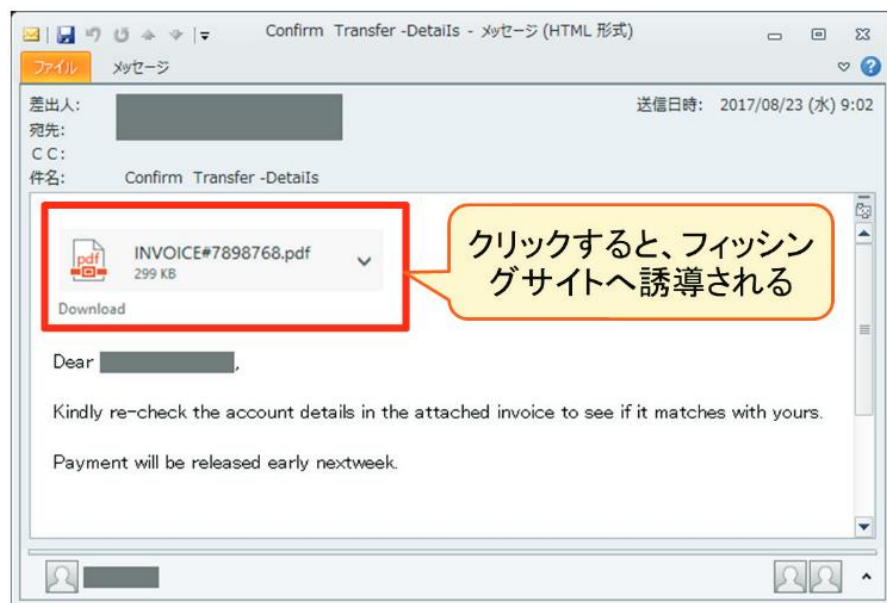 Confirm Transfer -DetaiIs - メッセージ (HTML 形式)
ファイル メッセージ
差出人:
送信日時: 2017/08/23 (水) 9:02
宛先:
CC:
件名: Confirm Transfer -DetaiIs
pdf
INVOICE#7898768.pdf
299 KB
Download
クリックすると、フィッシン
グサイトへ誘導される
Dear ,
Kindly re-check the account details in the attached invoice to see if it matches with yours.
Payment will be released early nextweek.